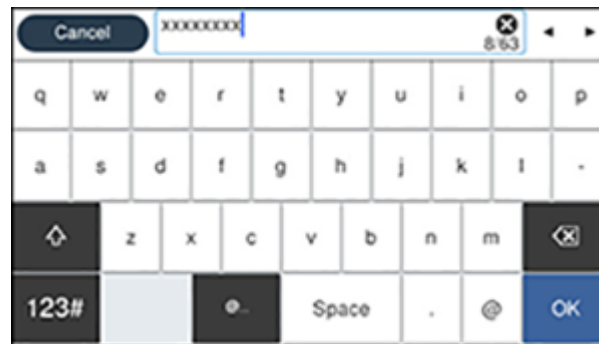 Cancel xxxxxxxx 8/63
q w e r t y u i o p
a s d f g h j k l -
z x c v b n m
123# @... Space . @ OK